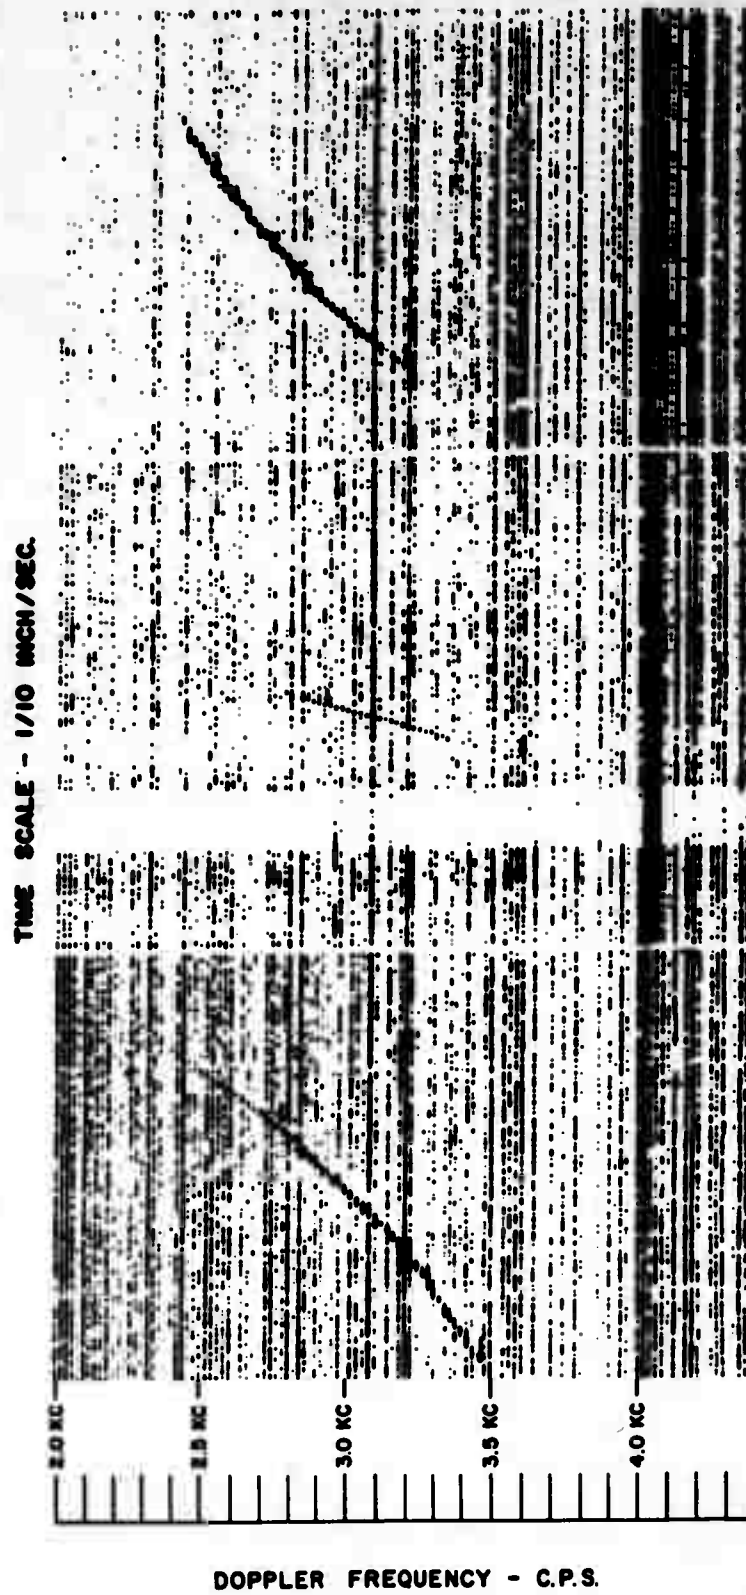 TIME SCALE - 1/10 INCH/SEC.
2.0 KC
2.5 KC
3.0 KC
3.5 KC
4.0 KC
DOPPLER FREQUENCY - C.P.S.